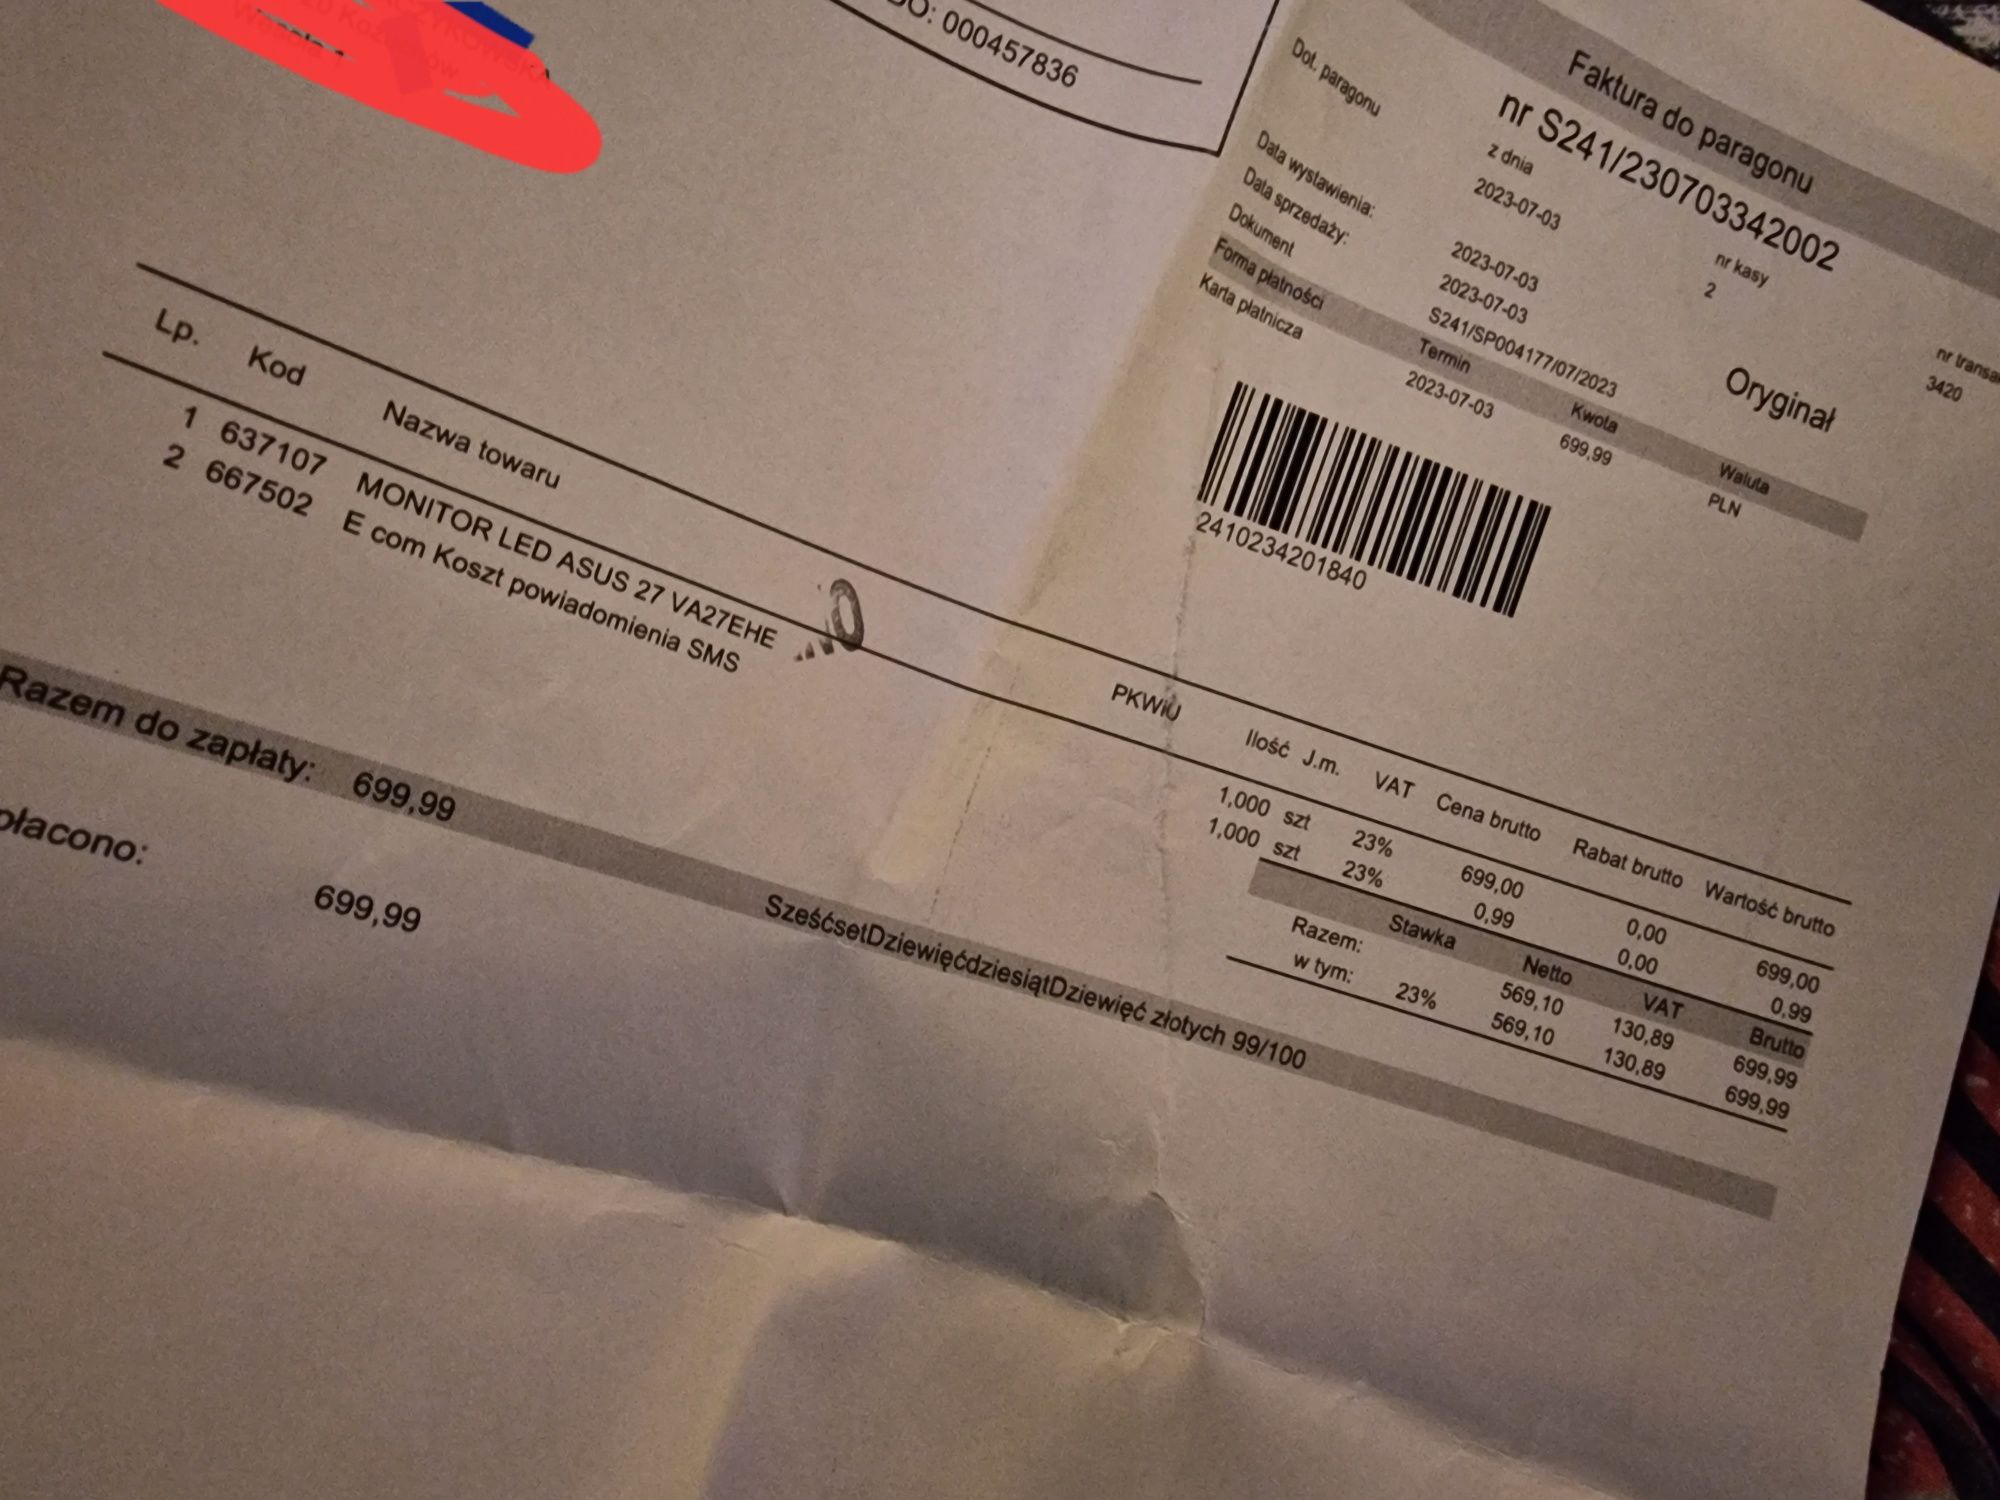 DO: 000457836
Faktura do paragonu
nr S241/230703342002
Dot. paragonu z dnia nr kasy
2023-07-03 2 3420
Data wystawienia: 2023-07-03
Data sprzedaży: 2023-07-03
Dokument S241/SP004177/07/2023 Oryginał
Forma płatności Termin Kwota Waluta
Karta płatnicza 2023-07-03 699,99 PLN
2410234201840
Lp. Kod Nazwa towaru PKWiU Ilość J.m. VAT Cena brutto Rabat brutto Wartość brutto
1 637107 MONITOR LED ASUS 27 VA27EHE 1,000 szt 23% 699,00 0,00 699,00
2 667502 E com Koszt powiadomienia SMS 1,000 szt 23% 0,99 0,00 0,99
Stawka Netto VAT Brutto
Razem: 569,10 130,89 699,99
w tym: 23% 569,10 130,89 699,99
Razem do zapłaty: 699,99 SześćsetDziewięćdziesiątDziewięć złotych 99/100
płacono: 699,99